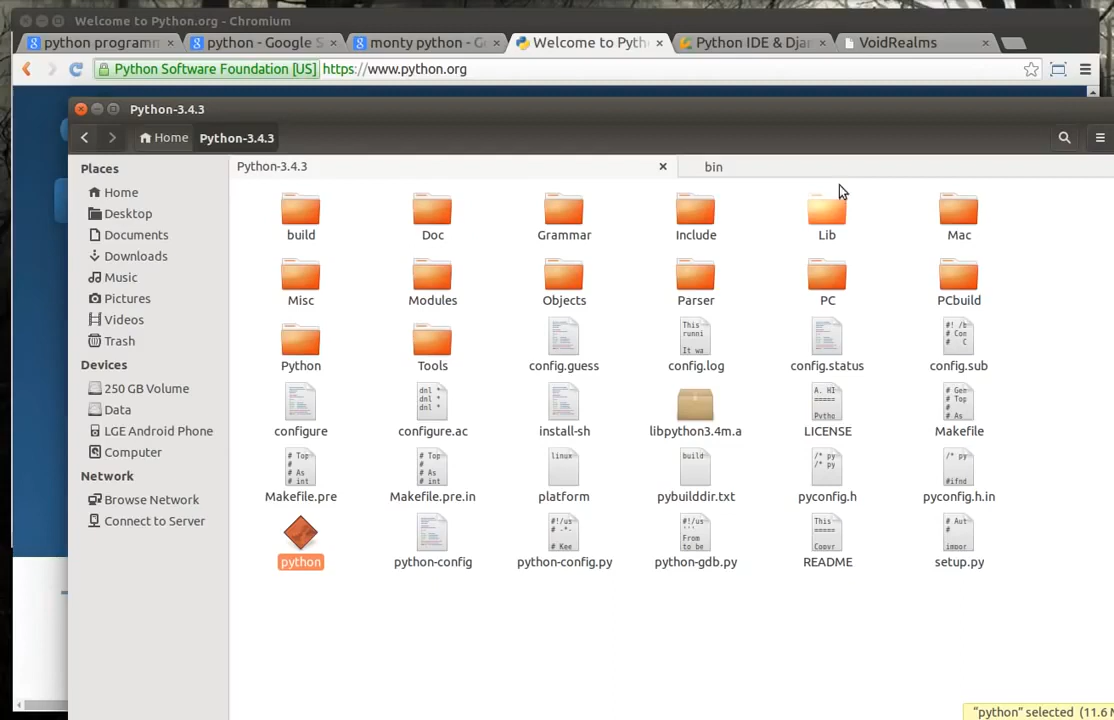 Welcome to Python.org - Chromium
python programm
python - Google S
monty python - G
Welcome to Pyth
Python IDE & Djan
VoidRealms
Python Software Foundation [US] https://www.python.org
Python-3.4.3
Home
Python-3.4.3
Places
Home
Desktop
Documents
Downloads
Music
Pictures
Videos
Trash
Devices
250 GB Volume
Data
LGE Android Phone
Computer
Network
Browse Network
Connect to Server
Python-3.4.3
bin
build
Doc
Grammar
Include
Lib
Mac
Misc
Modules
Objects
Parser
PC
PCbuild
Python
Tools
config.guess
config.log
config.status
config.sub
configure
configure.ac
install-sh
libpython3.4m.a
LICENSE
Makefile
Makefile.pre
Makefile.pre.in
platform
pybuilddir.txt
pyconfig.h
pyconfig.h.in
python
python-config
python-config.py
python-gdb.py
README
setup.py
"python" selected (11.6 M